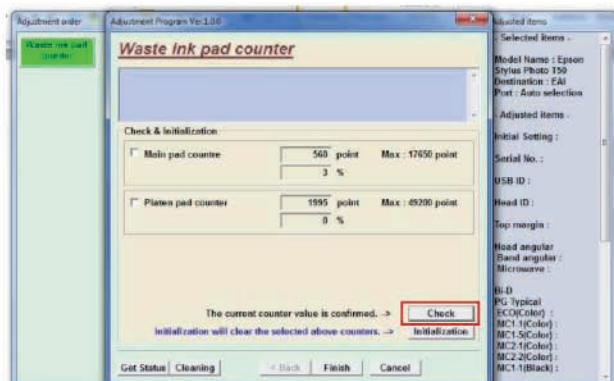 Adjustment order
Waste ink pad
counter
Adjustment Program Ver.1.0.0
Waste Ink pad counter
Check & Initialization
Main pad countre
560 point Max : 17650 point
3 %
Platen pad counter
1995 point Max : 49200 point
0 %
The current counter value is confirmed. -> Check
Initialization will clear the selected above counters. -> Initialization
Get Status Cleaning < Back Finish Cancel
Adjusted items
- Selected items -
Model Name : Epson
Stylus Photo T50
Destination : EAI
Port : Auto selection
- Adjusted items -
Initial Setting :
Serial No. :
USB ID :
Head ID :
Top margin :
Head angular
Band angular :
Microwave :
Bi-D
PG Typical
ECO(Color) :
MC1-1(Color) :
MC1-5(Color) :
MC2-1(Color) :
MC2-2(Color) :
MC1-1(Black) :